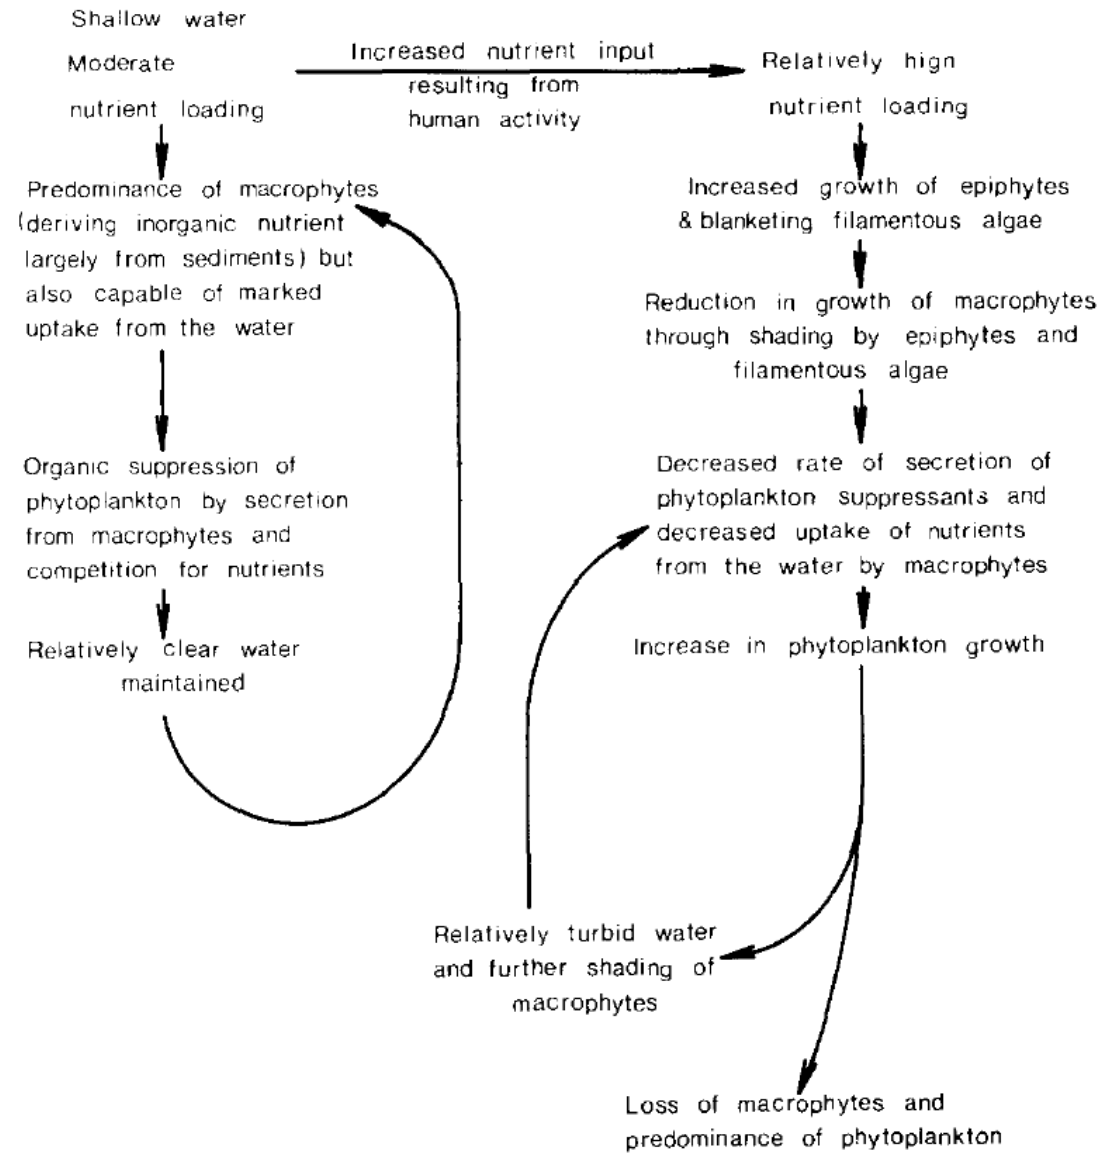 Shallow water
Moderate
nutrient loading
Increased nutrient input
resulting from
human activity
Relatively hign
nutrient loading
Predominance of macrophytes
(deriving inorganic nutrient
largely from sediments) but
also capable of marked
uptake from the water
Organic suppression of
phytoplankton by secretion
from macrophytes and
competition for nutrients
Relatively clear water
maintained
Increased growth of epiphytes
& blanketing filamentous algae
Reduction in growth of macrophytes
through shading by epiphytes and
filamentous algae
Decreased rate of secretion of
phytoplankton suppressants and
decreased uptake of nutrients
from the water by macrophytes
Increase in phytoplankton growth
Relatively turbid water
and further shading of
macrophytes
Loss of macrophytes and
predominance of phytoplankton